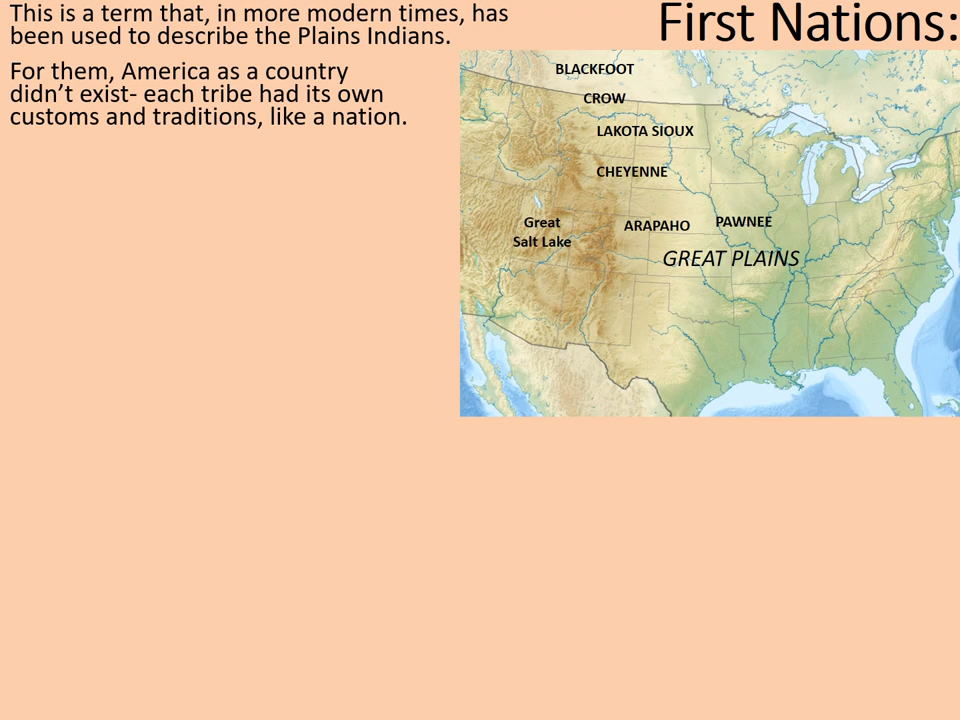 First Nations:
This is a term that, in more modern times, has
been used to describe the Plains Indians.
For them, America as a country
didn’t exist- each tribe had its own
customs and traditions, like a nation.
BLACKFOOT
CROW
LAKOTA SIOUX
CHEYENNE
Great
Salt Lake
ARAPAHO
PAWNEE
GREAT PLAINS